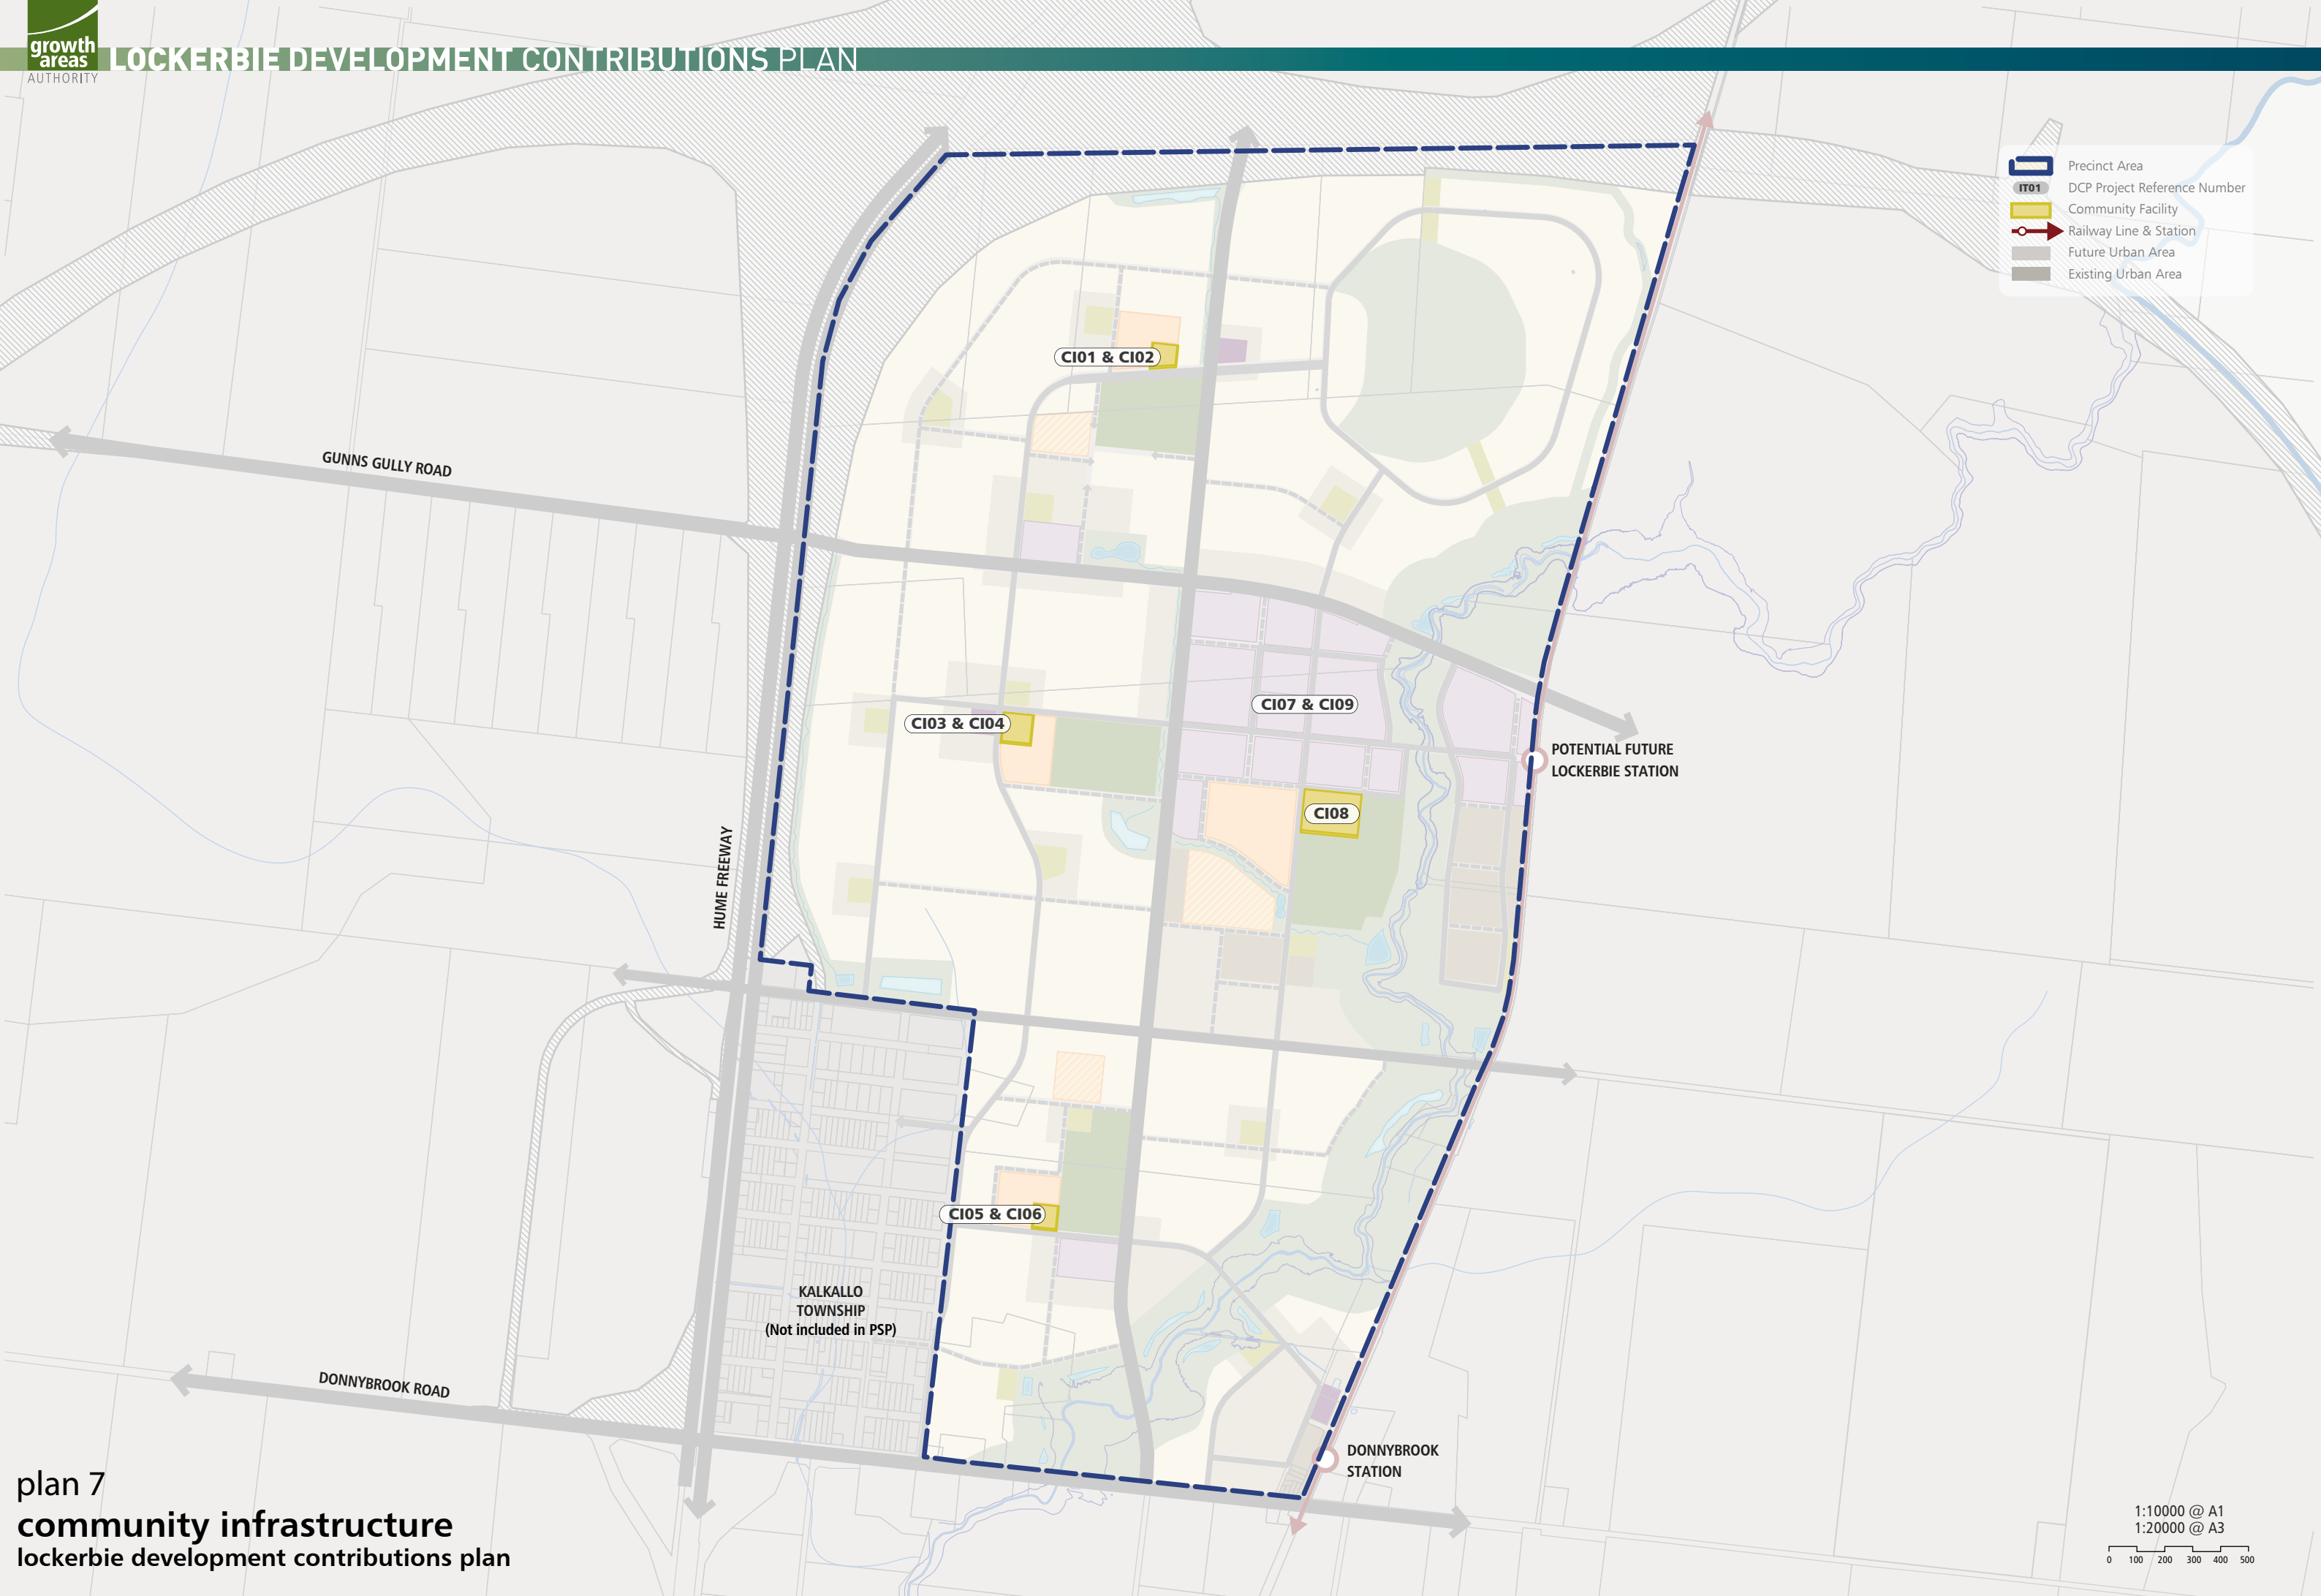 growth
areas
AUTHORITY
LOCKERBIE DEVELOPMENT CONTRIBUTIONS PLAN
Precinct Area
IT01 DCP Project Reference Number
Community Facility
Railway Line & Station
Future Urban Area
Existing Urban Area
CI01 & CI02
GUNNS GULLY ROAD
CI07 & CI09
CI03 & CI04
POTENTIAL FUTURE
LOCKERBIE STATION
CI08
HUME FREEWAY
CI05 & CI06
KALKALLO
TOWNSHIP
(Not included in PSP)
DONNYBROOK ROAD
DONNYBROOK
STATION
plan 7
community infrastructure
lockerbie development contributions plan
1:10000 @ A1
1:20000 @ A3
0 100 200 300 400 500